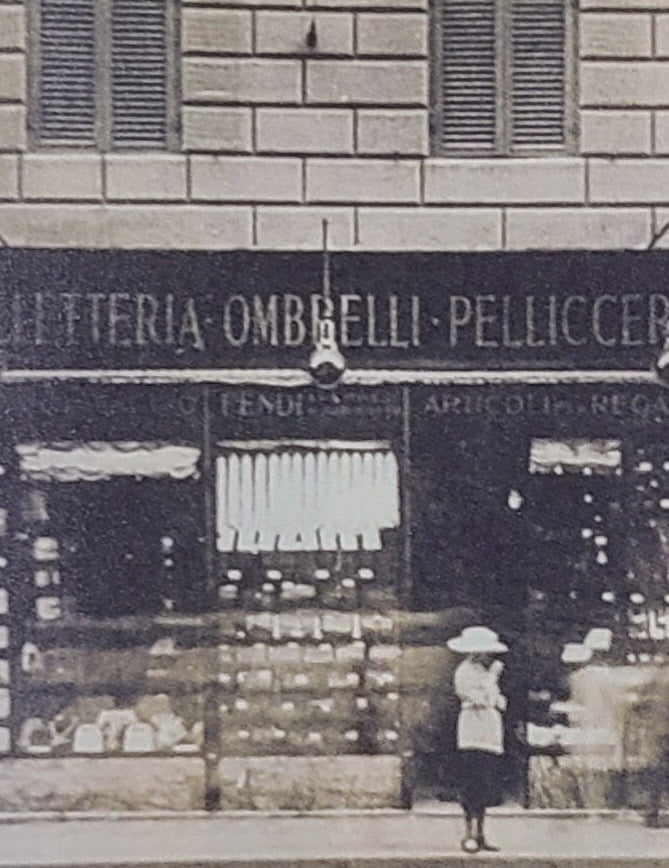 LETTERIA · OMBRELLI · PELLICCER
FENDI ARTICOLI REGA